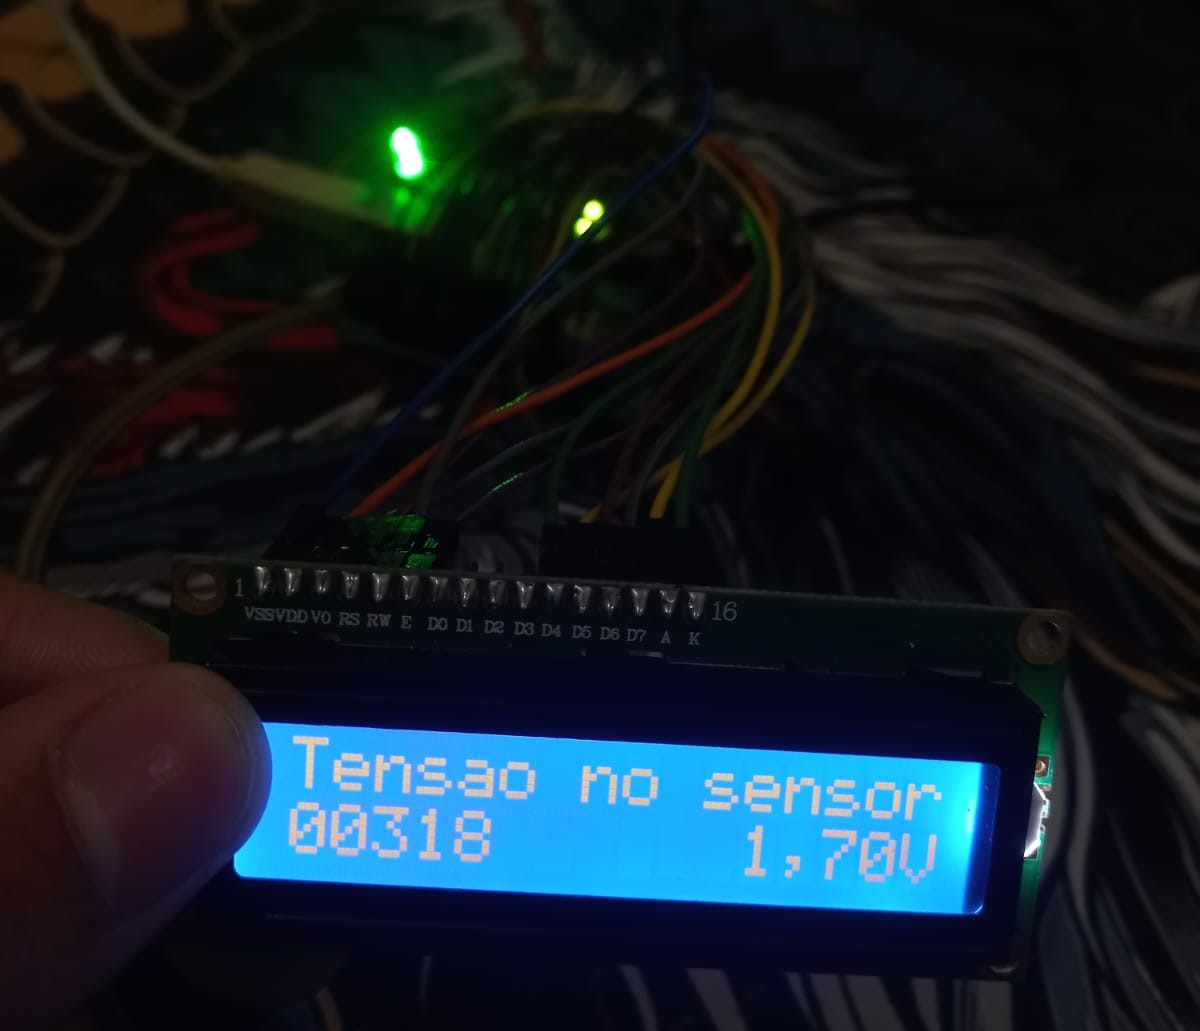 1 VSS VDD V0 RS RW E D0 D1 D2 D3 D4 D5 D6 D7 A K 16
Tensao no sensor
00318 1,70V